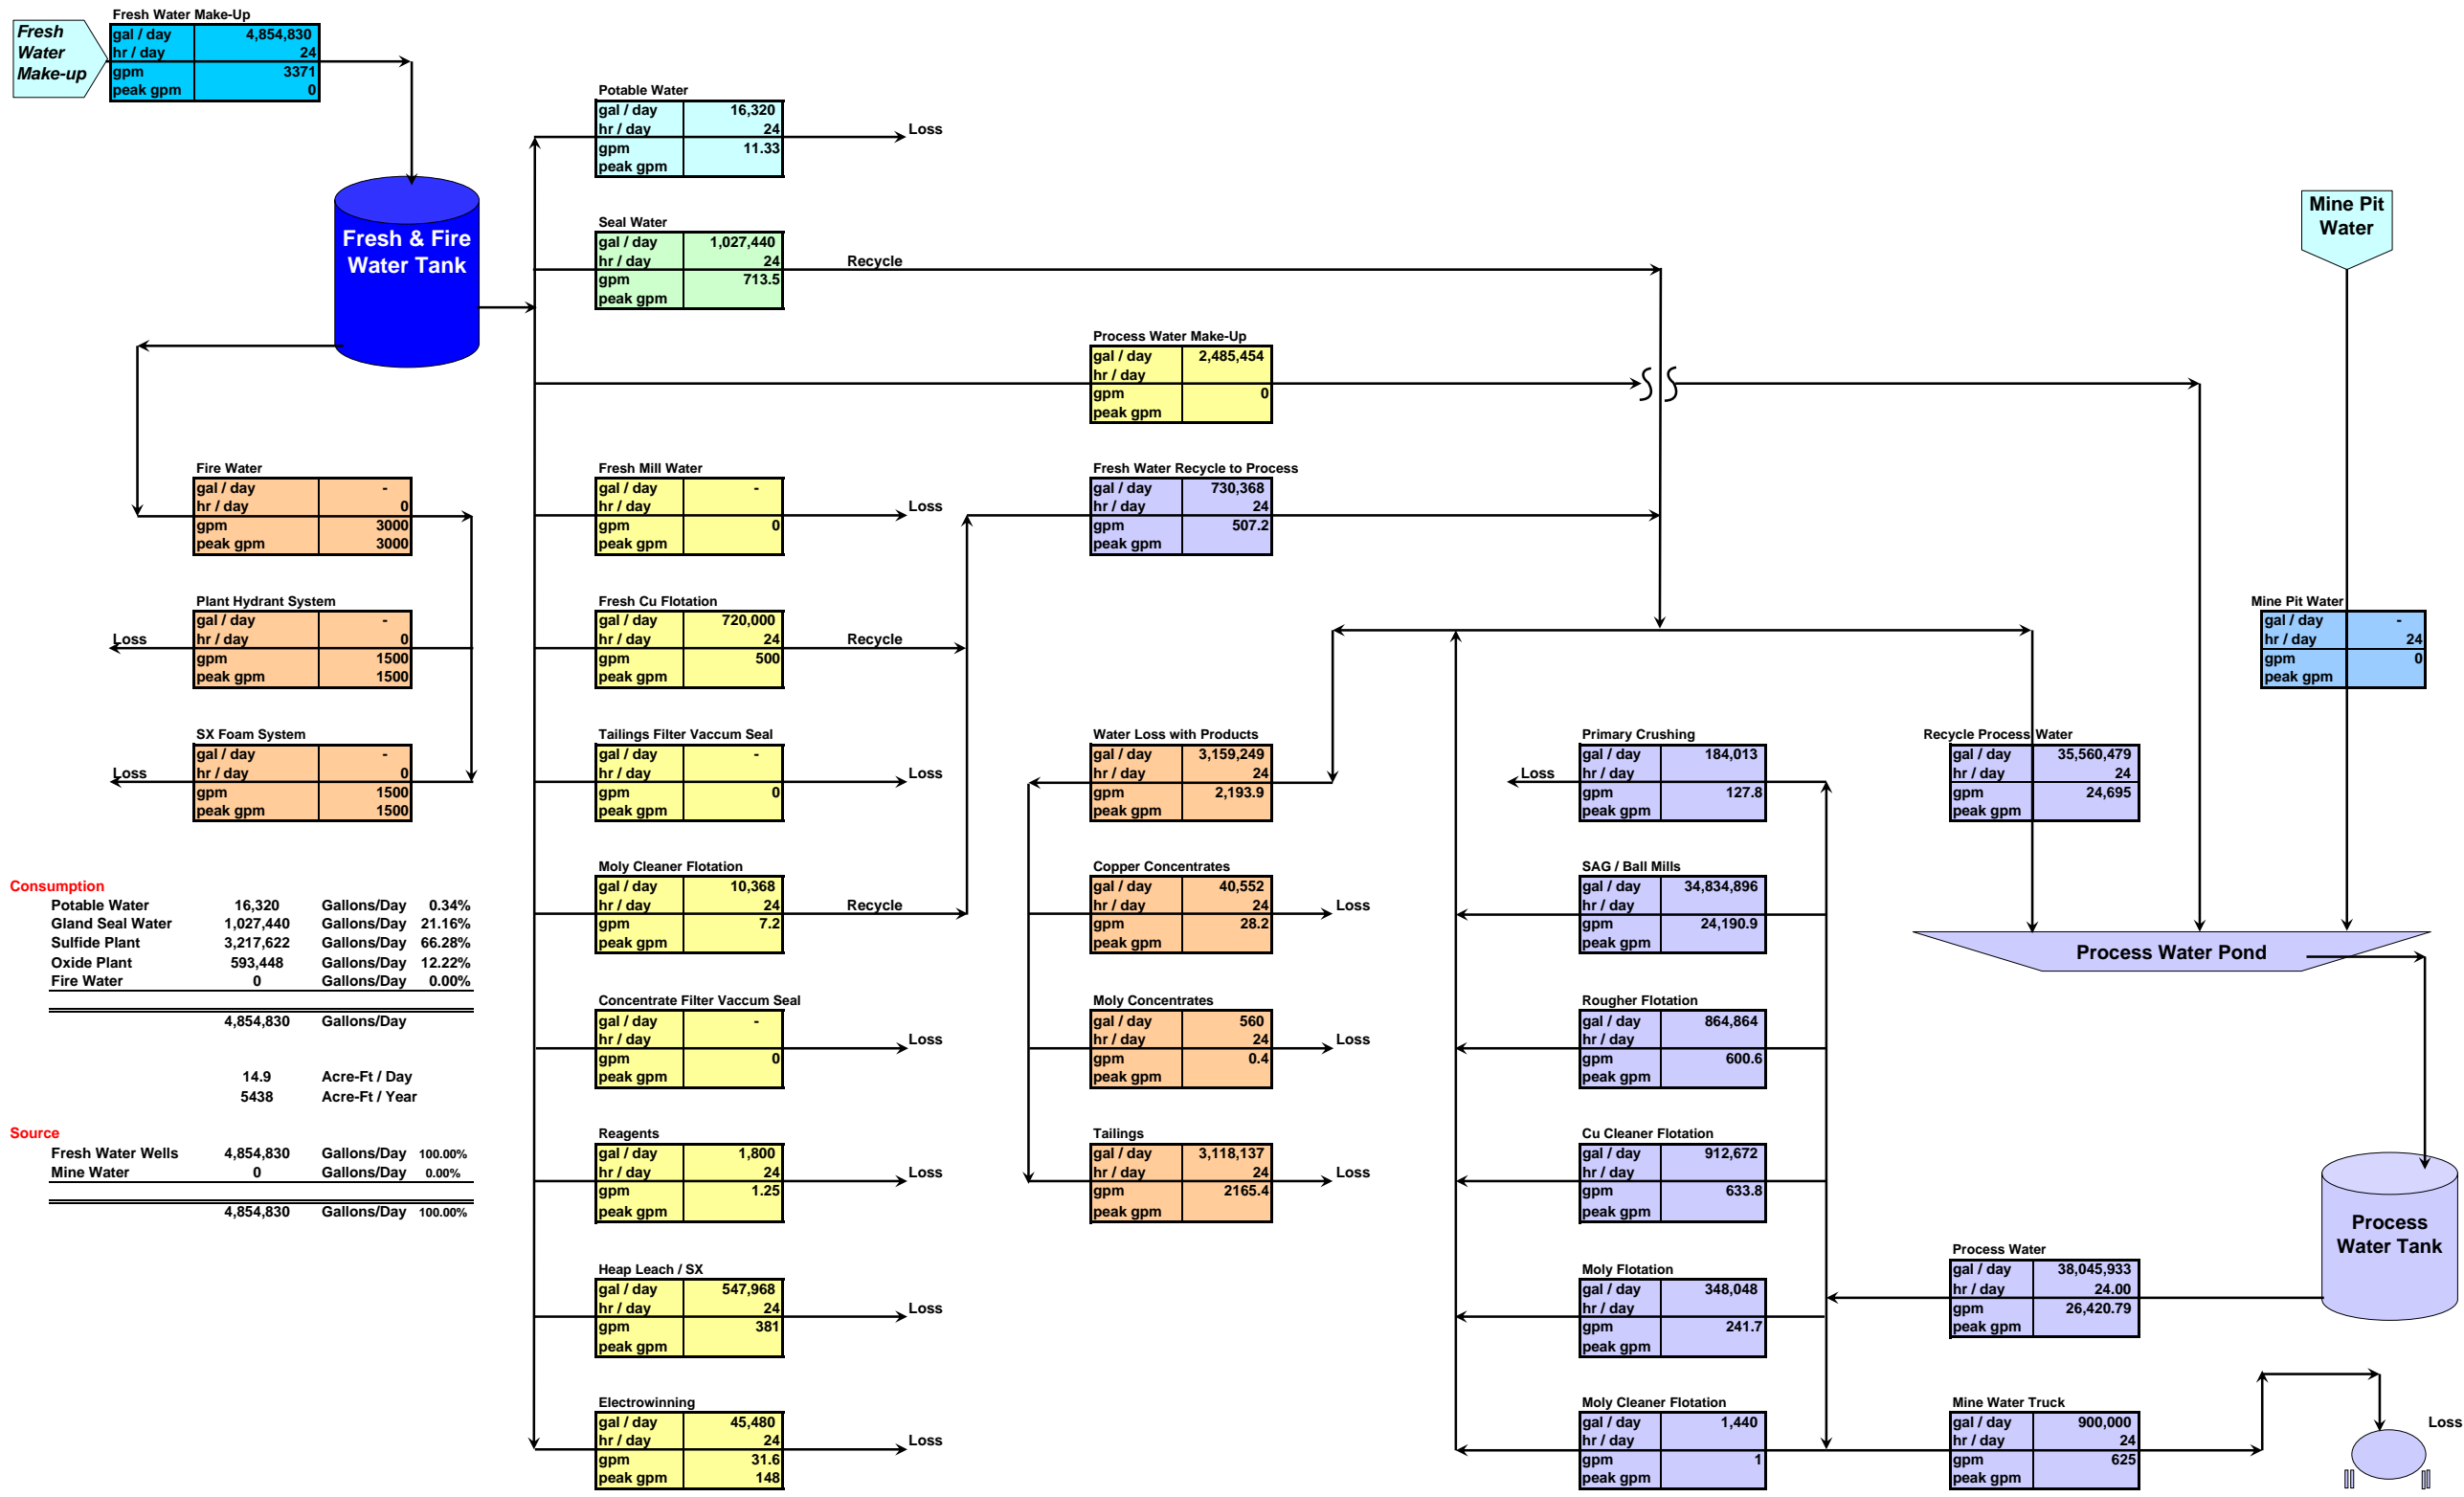 Fresh Water Make-up
Fresh Water Make-Up
gal / day 4,854,830
hr / day 24
gpm 3371
peak gpm 0
Potable Water
gal / day 16,320
hr / day 24
gpm 11.33
peak gpm
Loss
Fresh & Fire
Water Tank
Seal Water
gal / day 1,027,440
hr / day 24
gpm 713.5
peak gpm
Recycle
Mine Pit
Water
Process Water Make-Up
gal / day 2,485,454
hr / day
gpm 0
peak gpm
Fire Water
gal / day -
hr / day 0
gpm 3000
peak gpm 3000
Fresh Mill Water
gal / day -
hr / day
gpm 0
peak gpm
Loss
Fresh Water Recycle to Process
gal / day 730,368
hr / day 24
gpm 507.2
peak gpm
Plant Hydrant System
gal / day -
hr / day 0
gpm 1500
peak gpm 1500
Loss
Fresh Cu Flotation
gal / day 720,000
hr / day 24
gpm 500
peak gpm
Recycle
Mine Pit Water
gal / day -
hr / day 24
gpm 0
peak gpm
SX Foam System
gal / day -
hr / day 0
gpm 1500
peak gpm 1500
Loss
Tailings Filter Vaccum Seal
gal / day -
hr / day
gpm 0
peak gpm
Loss
Water Loss with Products
gal / day 3,159,249
hr / day 24
gpm 2,193.9
peak gpm
Primary Crushing
gal / day 184,013
hr / day
gpm 127.8
peak gpm
Loss
Recycle Process Water
gal / day 35,560,479
hr / day 24
gpm 24,695
peak gpm
Moly Cleaner Flotation
gal / day 10,368
hr / day 24
gpm 7.2
peak gpm
Recycle
Copper Concentrates
gal / day 40,552
hr / day 24
gpm 28.2
peak gpm
Loss
SAG / Ball Mills
gal / day 34,834,896
hr / day
gpm 24,190.9
peak gpm
Process Water Pond
Consumption
Potable Water 16,320 Gallons/Day 0.34%
Gland Seal Water 1,027,440 Gallons/Day 21.16%
Sulfide Plant 3,217,622 Gallons/Day 66.28%
Oxide Plant 593,448 Gallons/Day 12.22%
Fire Water 0 Gallons/Day 0.00%
4,854,830 Gallons/Day
14.9 Acre-Ft / Day
5438 Acre-Ft / Year
Source
Fresh Water Wells 4,854,830 Gallons/Day 100.00%
Mine Water 0 Gallons/Day 0.00%
4,854,830 Gallons/Day 100.00%
Concentrate Filter Vaccum Seal
gal / day -
hr / day
gpm 0
peak gpm
Loss
Moly Concentrates
gal / day 560
hr / day 24
gpm 0.4
peak gpm
Loss
Rougher Flotation
gal / day 864,864
hr / day
gpm 600.6
peak gpm
Reagents
gal / day 1,800
hr / day 24
gpm 1.25
peak gpm
Loss
Tailings
gal / day 3,118,137
hr / day 24
gpm 2165.4
peak gpm
Loss
Cu Cleaner Flotation
gal / day 912,672
hr / day
gpm 633.8
peak gpm
Process
Water Tank
Heap Leach / SX
gal / day 547,968
hr / day 24
gpm 381
peak gpm
Loss
Moly Flotation
gal / day 348,048
hr / day
gpm 241.7
peak gpm
Process Water
gal / day 38,045,933
hr / day 24.00
gpm 26,420.79
peak gpm
Electrowinning
gal / day 45,480
hr / day 24
gpm 31.6
peak gpm 148
Loss
Moly Cleaner Flotation
gal / day 1,440
hr / day
gpm 1
peak gpm
Mine Water Truck
gal / day 900,000
hr / day 24
gpm 625
peak gpm
Loss